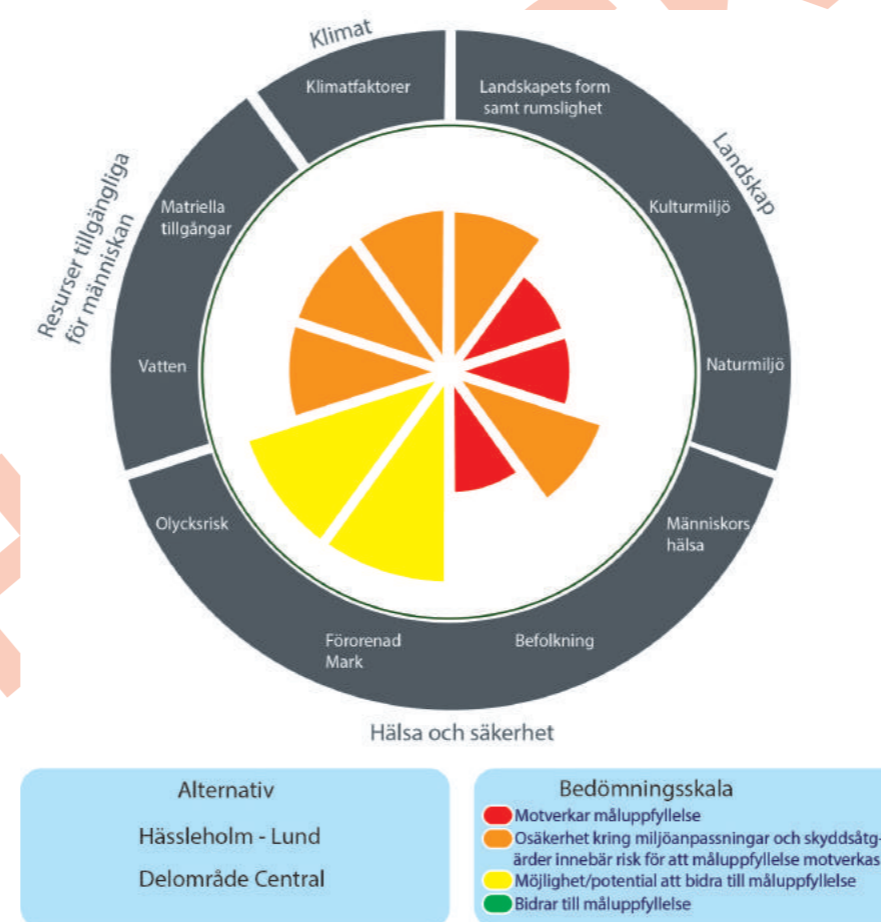 Klimat
Klimatfaktorer
Landskapets form
samt rumslighet
Landskap
Kulturmiljö
Naturmiljö
Resurser tillgängliga
för människan
Matriella
tillgångar
Vatten
Olycksrisk
Människors
hälsa
Förorenad
Mark
Befolkning
Hälsa och säkerhet
Alternativ
Hässleholm - Lund
Delområde Central
Bedömningsskala
Motverkar måluppfyllelse
Osäkerhet kring miljöanpassningar och skyddsåtg-
ärder innebär risk för att måluppfyllelse motverkas
Möjlighet/potential att bidra till måluppfyllelse
Bidrar till måluppfyllelse